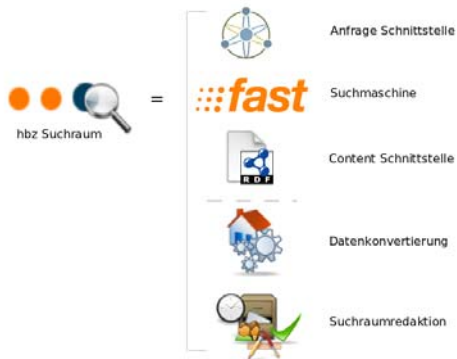 hbz Suchraum
=
Anfrage Schnittstelle
fast
Suchmaschine
RDF
Content Schnittstelle
Datenkonvertierung
Suchraumredaktion